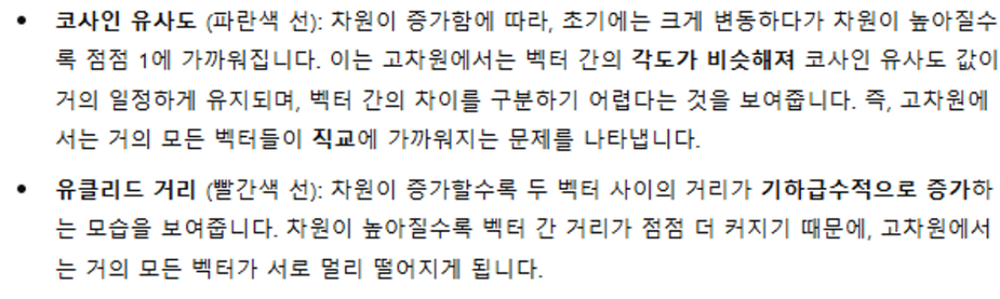 • 코사인 유사도 (파란색 선): 차원이 증가함에 따라, 초기에는 크게 변동하다가 차원이 높아질수
록 점점 1에 가까워집니다. 이는 고차원에서는 벡터 간의 각도가 비슷해져 코사인 유사도 값이
거의 일정하게 유지되며, 벡터 간의 차이를 구분하기 어렵다는 것을 보여줍니다. 즉, 고차원에
서는 거의 모든 벡터들이 직교에 가까워지는 문제를 나타냅니다.
• 유클리드 거리 (빨간색 선): 차원이 증가할수록 두 벡터 사이의 거리가 기하급수적으로 증가하
는 모습을 보여줍니다. 차원이 높아질수록 벡터 간 거리가 점점 더 커지기 때문에, 고차원에서
는 거의 모든 벡터가 서로 멀리 떨어지게 됩니다.